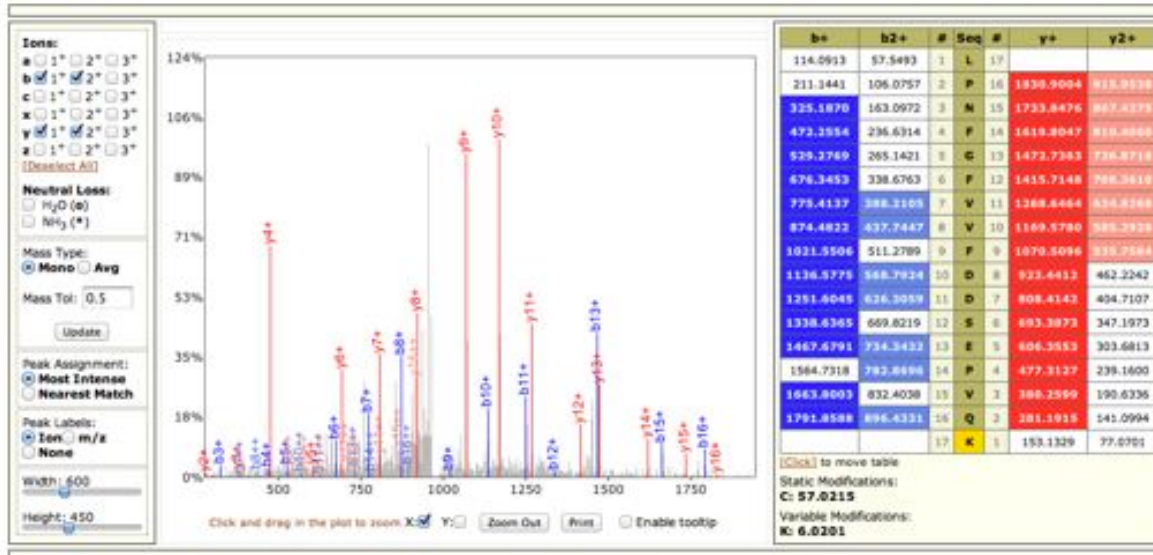 Ions:
a 1+ 2+ 3+
b 1+ 2+ 3+
c 1+ 2+ 3+
x 1+ 2+ 3+
y 1+ 2+ 3+
z 1+ 2+ 3+
[Deselect All]
Neutral Loss:
H2O (o)
NH3 (*)
Mass Type:
Mono Avg
Mass Tol: 0.5
Update
Peak Assignment:
Most Intense
Nearest Match
Peak Labels:
Ion m/z
None
Width: 600
Height: 450
124%
106%
89%
71%
53%
35%
18%
0%
y2+
b3+
b4+
y4+
b5+
y6+
b6+
b7+
y7+
b8+
y8+
b9+
y9+
b10+
y10+
b11+
y11+
b12+
y12+
b13+
y13+
y14+
b15+
y15+
b16+
y16+
500 750 1000 1250 1500 1750
Click and drag in the plot to zoom X: Y: Zoom Out Print Enable tooltip
b+ b2+ # Seq # y+ y2+
114.0913 57.5493 1 L 17
211.1441 106.0757 2 P 16 1830.9004
325.1870 163.0972 3 N 15 1733.8476
472.2554 236.6314 4 F 14 1619.8047
529.2769 265.1421 5 G 13 1472.7363
676.3453 338.6763 6 F 12 1415.7148
775.4137 388.2105 7 V 11 1268.6464
874.4822 437.7447 8 V 10 1169.5780
1021.5506 511.2789 9 F 9 1070.5096
1136.5775 568.7924 10 D 8 923.4412 462.2242
1251.6045 626.3059 11 D 7 808.4142 404.7107
1338.6365 669.8219 12 S 6 693.3873 347.1973
1467.6791 734.3432 13 E 5 606.3553 303.6813
1564.7318 782.8696 14 P 4 477.3127 239.1600
1663.8003 832.4038 15 V 3 380.2599 190.6336
1791.8588 896.4331 16 Q 2 281.1915 141.0994
17 K 1 153.1329 77.0701
[Click] to move table
Static Modifications:
C: 57.0215
Variable Modifications:
K: 6.0201